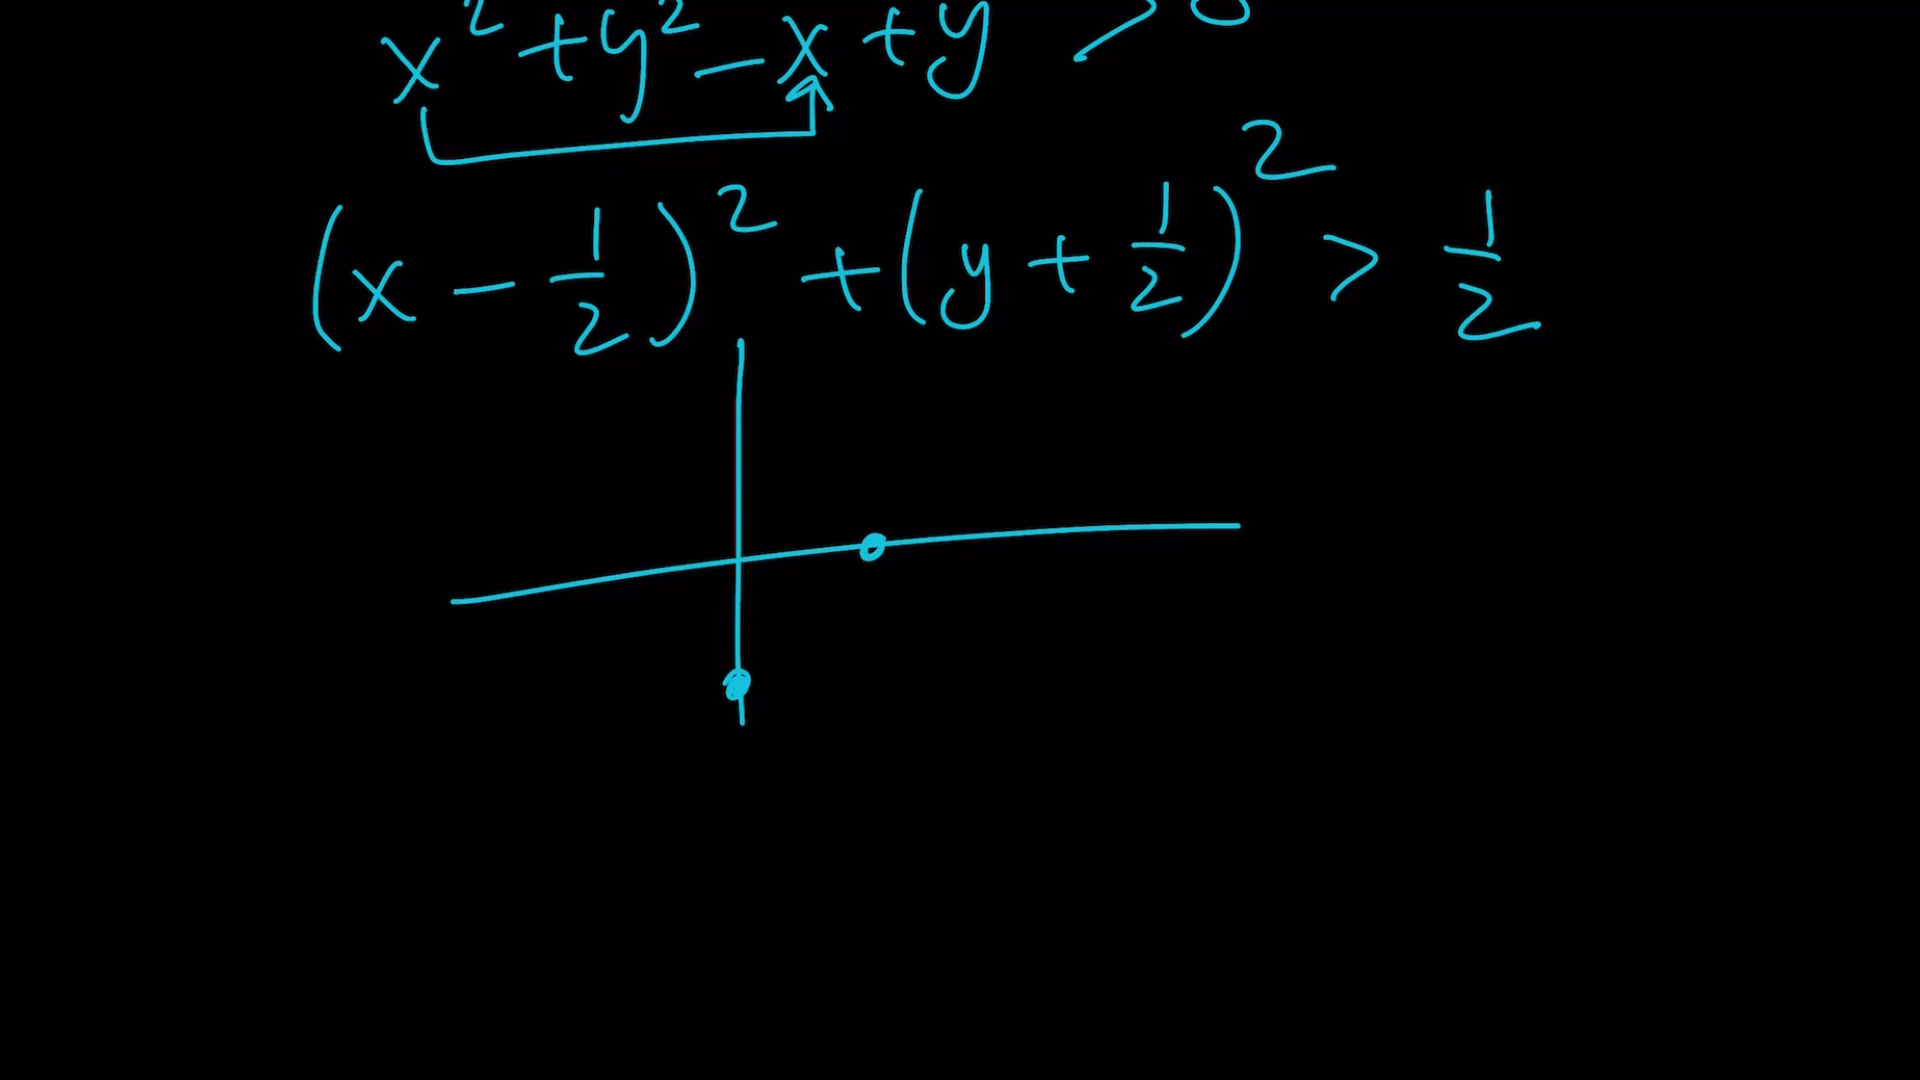 x² + y² - x + y > 0
(x - 1/2)² + (y + 1/2)² > 1/2